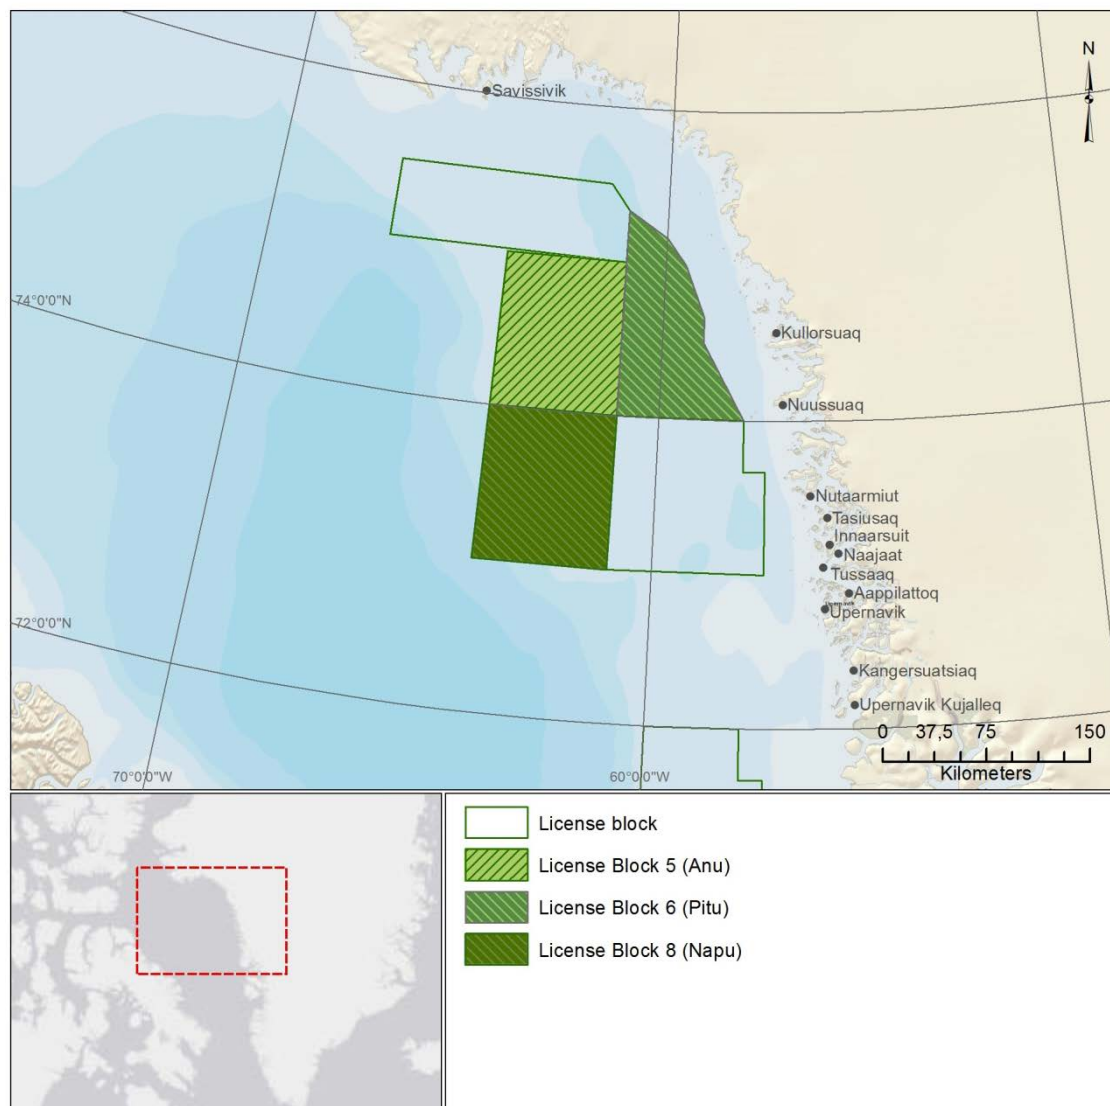 N
Savissivik
74°0'0"N
Kullorsuaq
Nuussuaq
Nutaarmiut
Tasiusaq
Innaarsuit
Naajaat
Tussaaq
Aappilattoq
Upernavik
Upernavik
72°0'0"N
Kangersuatsiaq
Upernavik Kujalleq
0 37,5 75 150
Kilometers
70°0'0"W
60°0'0"W
License block
License Block 5 (Anu)
License Block 6 (Pitu)
License Block 8 (Napu)